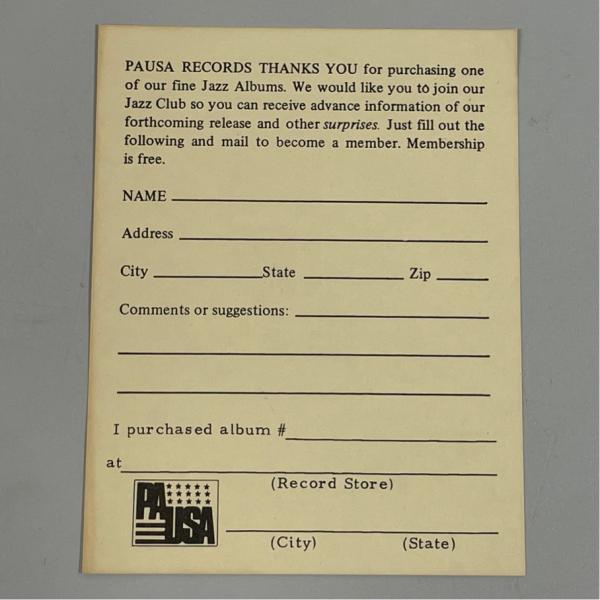 PAUSA RECORDS THANKS YOU for purchasing one
of our fine Jazz Albums. We would like you to join our
Jazz Club so you can receive advance information of our
forthcoming release and other surprises. Just fill out the
following and mail to become a member. Membership
is free.
NAME
Address
City State Zip
Comments or suggestions:
I purchased album #
at
(Record Store)
PAUSA
(City) (State)